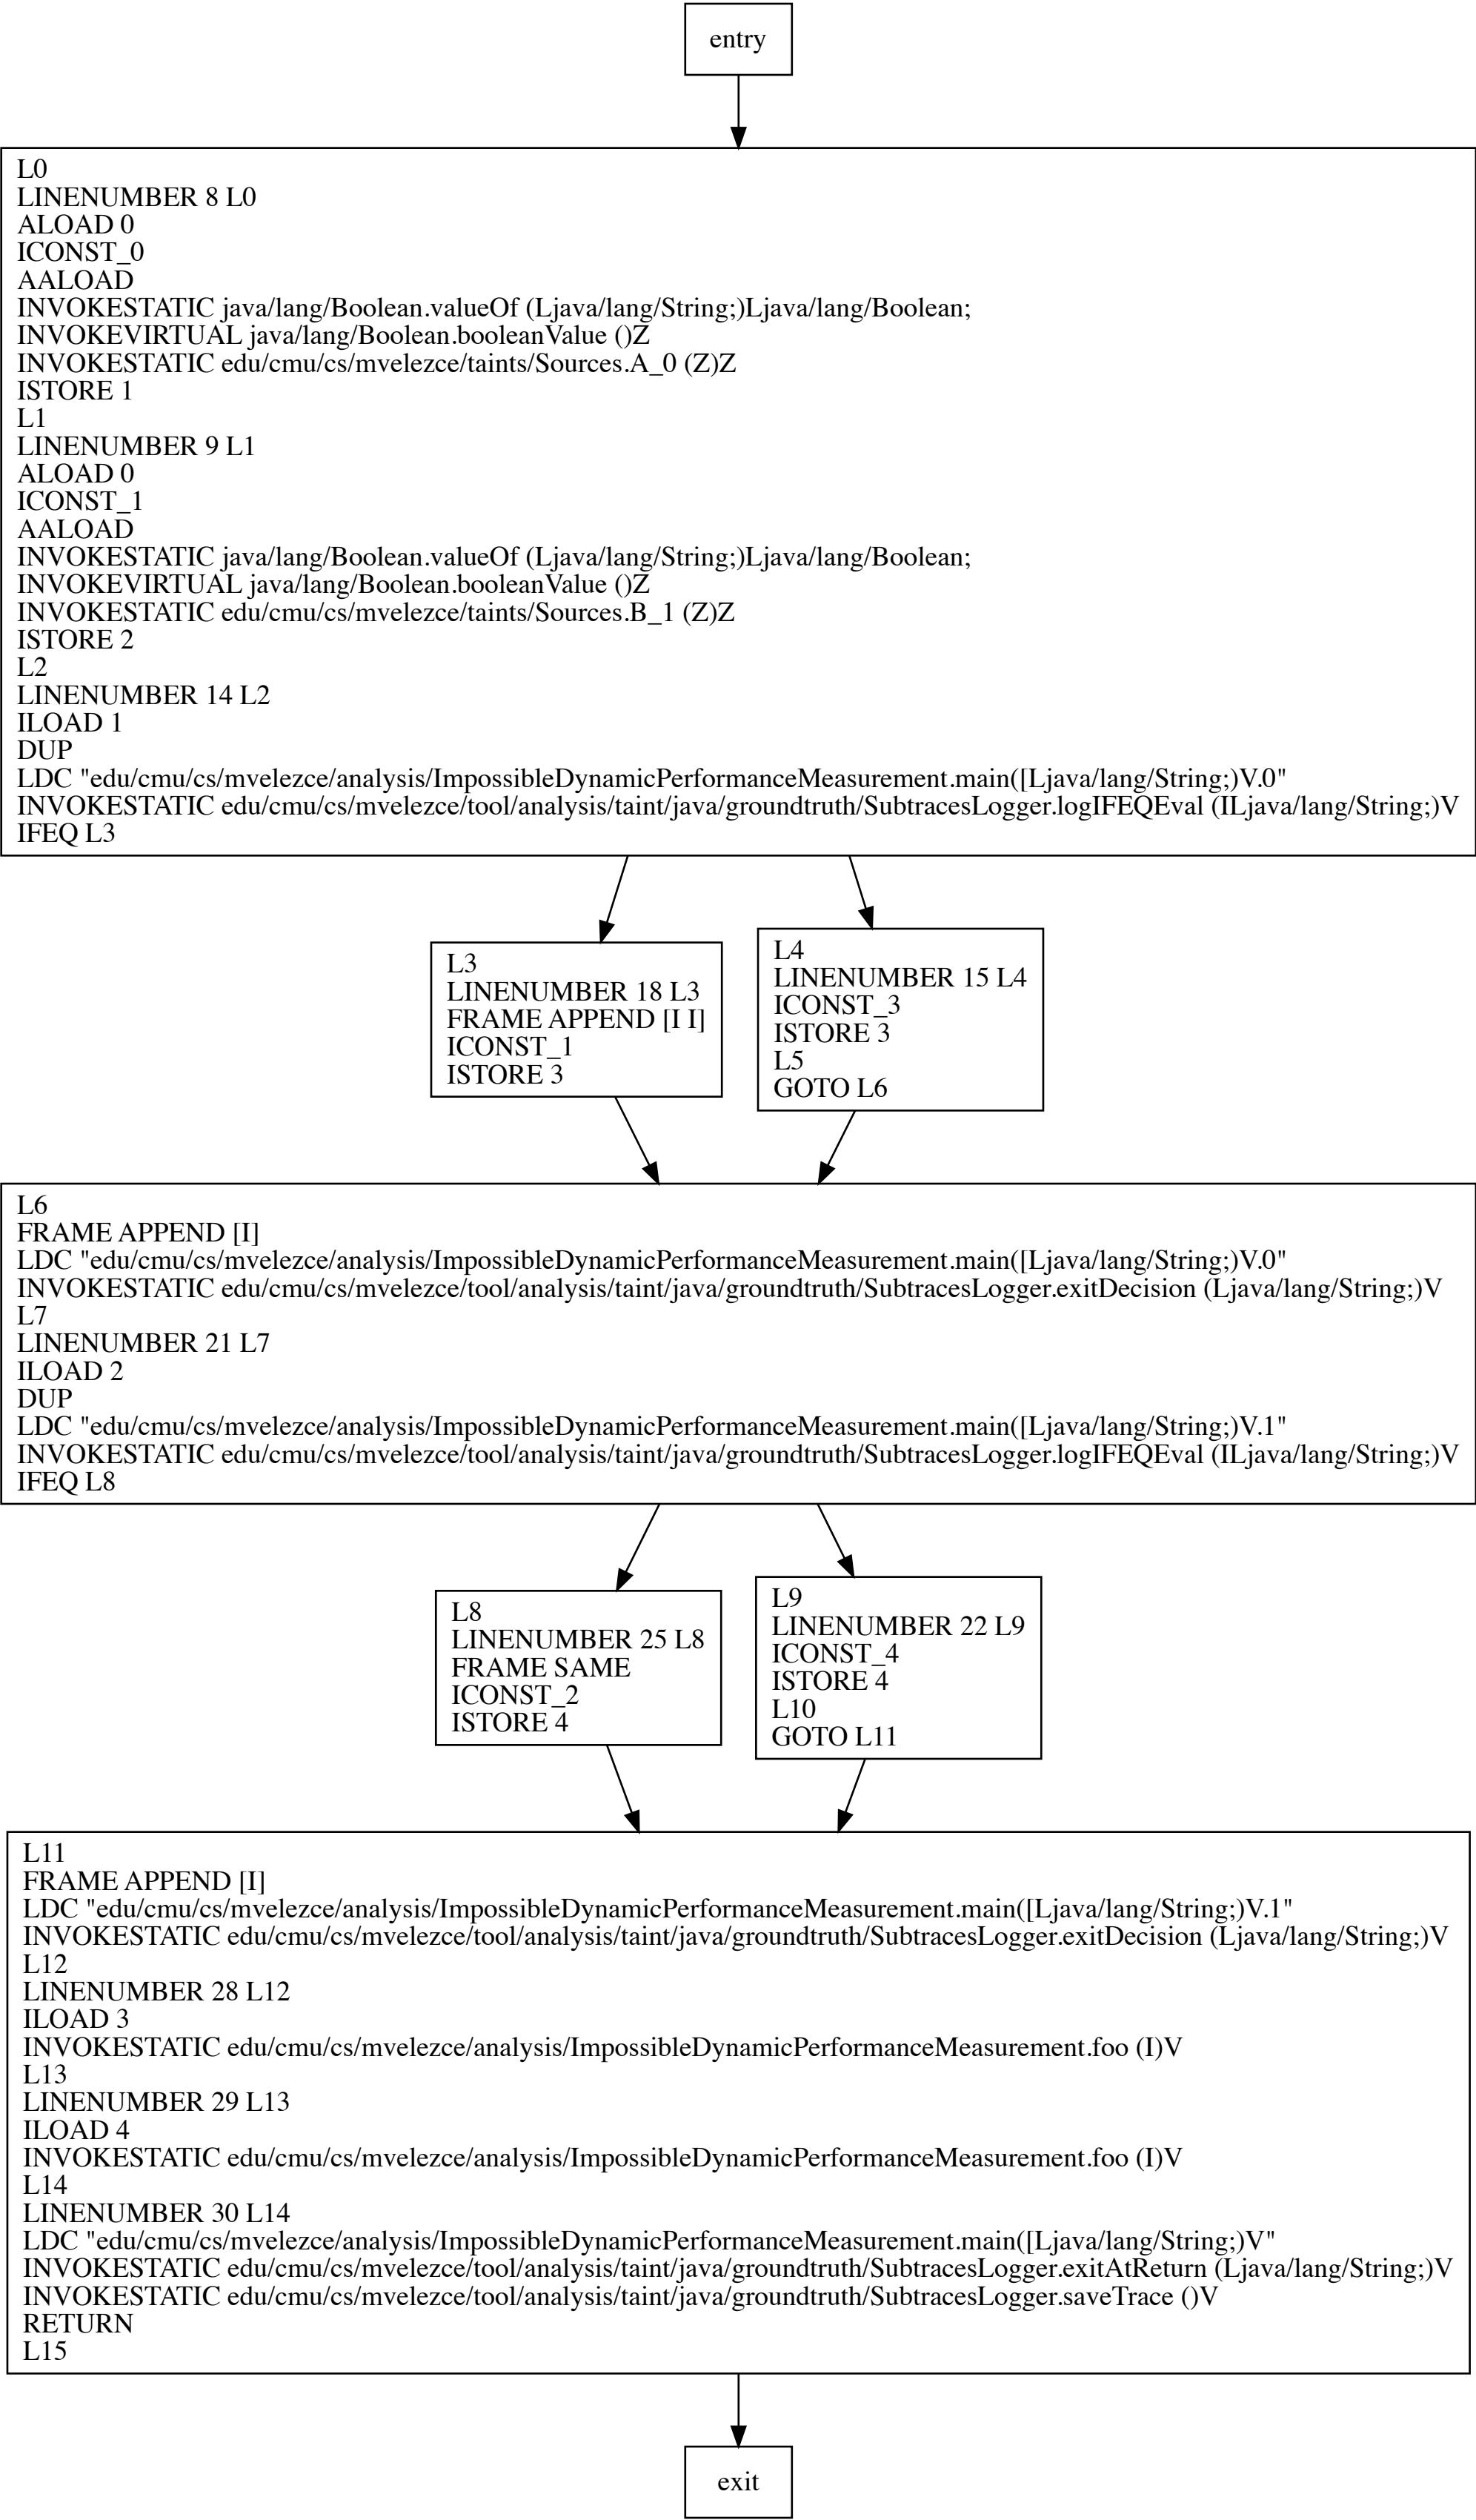 entry
L0
LINENUMBER 8 L0
ALOAD 0
ICONST_0
AALOAD
INVOKESTATIC java/lang/Boolean.valueOf (Ljava/lang/String;)Ljava/lang/Boolean;
INVOKEVIRTUAL java/lang/Boolean.booleanValue ()Z
INVOKESTATIC edu/cmu/cs/mvelezce/taints/Sources.A_0 (Z)Z
ISTORE 1
L1
LINENUMBER 9 L1
ALOAD 0
ICONST_1
AALOAD
INVOKESTATIC java/lang/Boolean.valueOf (Ljava/lang/String;)Ljava/lang/Boolean;
INVOKEVIRTUAL java/lang/Boolean.booleanValue ()Z
INVOKESTATIC edu/cmu/cs/mvelezce/taints/Sources.B_1 (Z)Z
ISTORE 2
L2
LINENUMBER 14 L2
ILOAD 1
DUP
LDC "edu/cmu/cs/mvelezce/analysis/ImpossibleDynamicPerformanceMeasurement.main([Ljava/lang/String;)V.0"
INVOKESTATIC edu/cmu/cs/mvelezce/tool/analysis/taint/java/groundtruth/SubtracesLogger.logIFEQEval (ILjava/lang/String;)V
IFEQ L3
L3
LINENUMBER 18 L3
FRAME APPEND [I I]
ICONST_1
ISTORE 3
L4
LINENUMBER 15 L4
ICONST_3
ISTORE 3
L5
GOTO L6
L6
FRAME APPEND [I]
LDC "edu/cmu/cs/mvelezce/analysis/ImpossibleDynamicPerformanceMeasurement.main([Ljava/lang/String;)V.0"
INVOKESTATIC edu/cmu/cs/mvelezce/tool/analysis/taint/java/groundtruth/SubtracesLogger.exitDecision (Ljava/lang/String;)V
L7
LINENUMBER 21 L7
ILOAD 2
DUP
LDC "edu/cmu/cs/mvelezce/analysis/ImpossibleDynamicPerformanceMeasurement.main([Ljava/lang/String;)V.1"
INVOKESTATIC edu/cmu/cs/mvelezce/tool/analysis/taint/java/groundtruth/SubtracesLogger.logIFEQEval (ILjava/lang/String;)V
IFEQ L8
L8
LINENUMBER 25 L8
FRAME SAME
ICONST_2
ISTORE 4
L9
LINENUMBER 22 L9
ICONST_4
ISTORE 4
L10
GOTO L11
L11
FRAME APPEND [I]
LDC "edu/cmu/cs/mvelezce/analysis/ImpossibleDynamicPerformanceMeasurement.main([Ljava/lang/String;)V.1"
INVOKESTATIC edu/cmu/cs/mvelezce/tool/analysis/taint/java/groundtruth/SubtracesLogger.exitDecision (Ljava/lang/String;)V
L12
LINENUMBER 28 L12
ILOAD 3
INVOKESTATIC edu/cmu/cs/mvelezce/analysis/ImpossibleDynamicPerformanceMeasurement.foo (I)V
L13
LINENUMBER 29 L13
ILOAD 4
INVOKESTATIC edu/cmu/cs/mvelezce/analysis/ImpossibleDynamicPerformanceMeasurement.foo (I)V
L14
LINENUMBER 30 L14
LDC "edu/cmu/cs/mvelezce/analysis/ImpossibleDynamicPerformanceMeasurement.main([Ljava/lang/String;)V"
INVOKESTATIC edu/cmu/cs/mvelezce/tool/analysis/taint/java/groundtruth/SubtracesLogger.exitAtReturn (Ljava/lang/String;)V
INVOKESTATIC edu/cmu/cs/mvelezce/tool/analysis/taint/java/groundtruth/SubtracesLogger.saveTrace ()V
RETURN
L15
exit